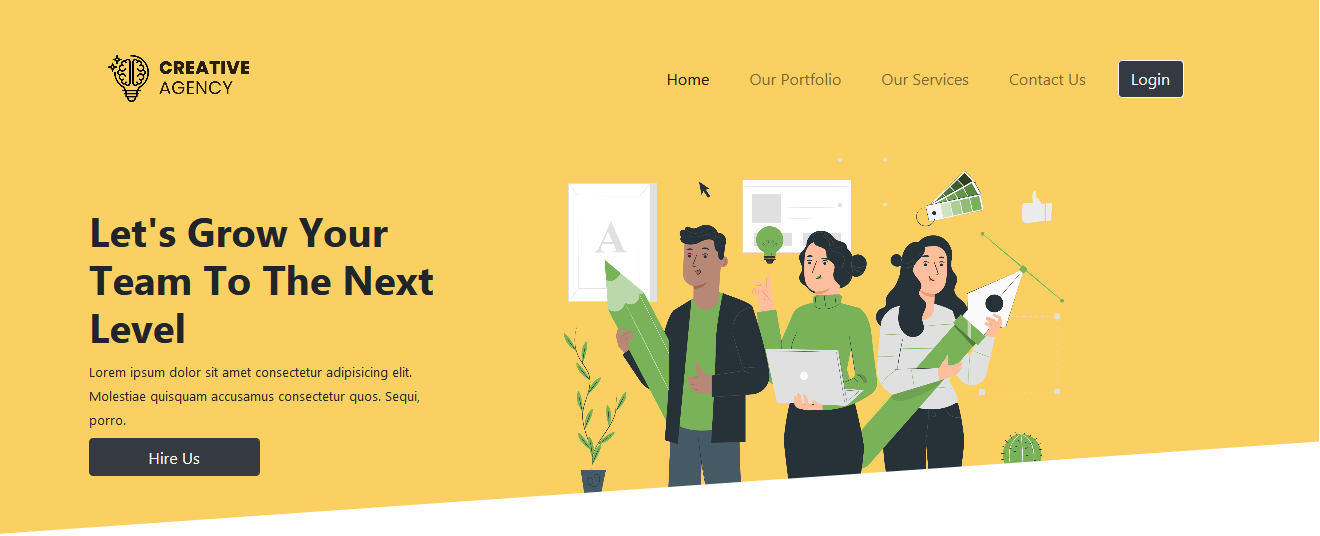 CREATIVE
AGENCY
Home Our Portfolio Our Services Contact Us Login
A
Let's Grow Your
Team To The Next
Level
Lorem ipsum dolor sit amet consectetur adipisicing elit.
Molestiae quisquam accusamus consectetur quos. Sequi,
porro.
Hire Us